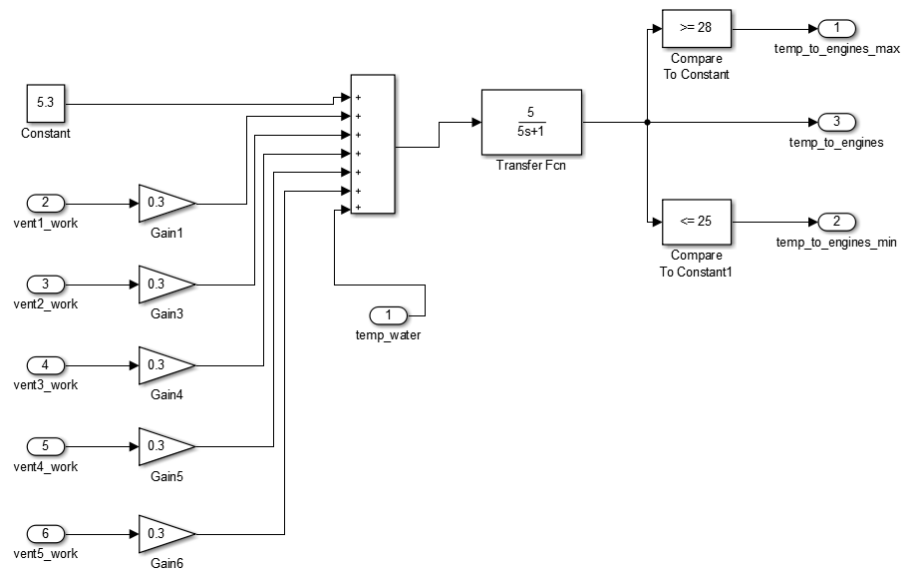 >= 28
Compare
To Constant
1
temp_to_engines_max
5.3
Constant
+
+
+
+
+
+
+
5
5s+1
Transfer Fcn
3
temp_to_engines
2
vent1_work
0.3
Gain1
<= 25
Compare
To Constant1
2
temp_to_engines_min
3
vent2_work
0.3
Gain3
1
temp_water
4
vent3_work
0.3
Gain4
5
vent4_work
0.3
Gain5
6
vent5_work
0.3
Gain6